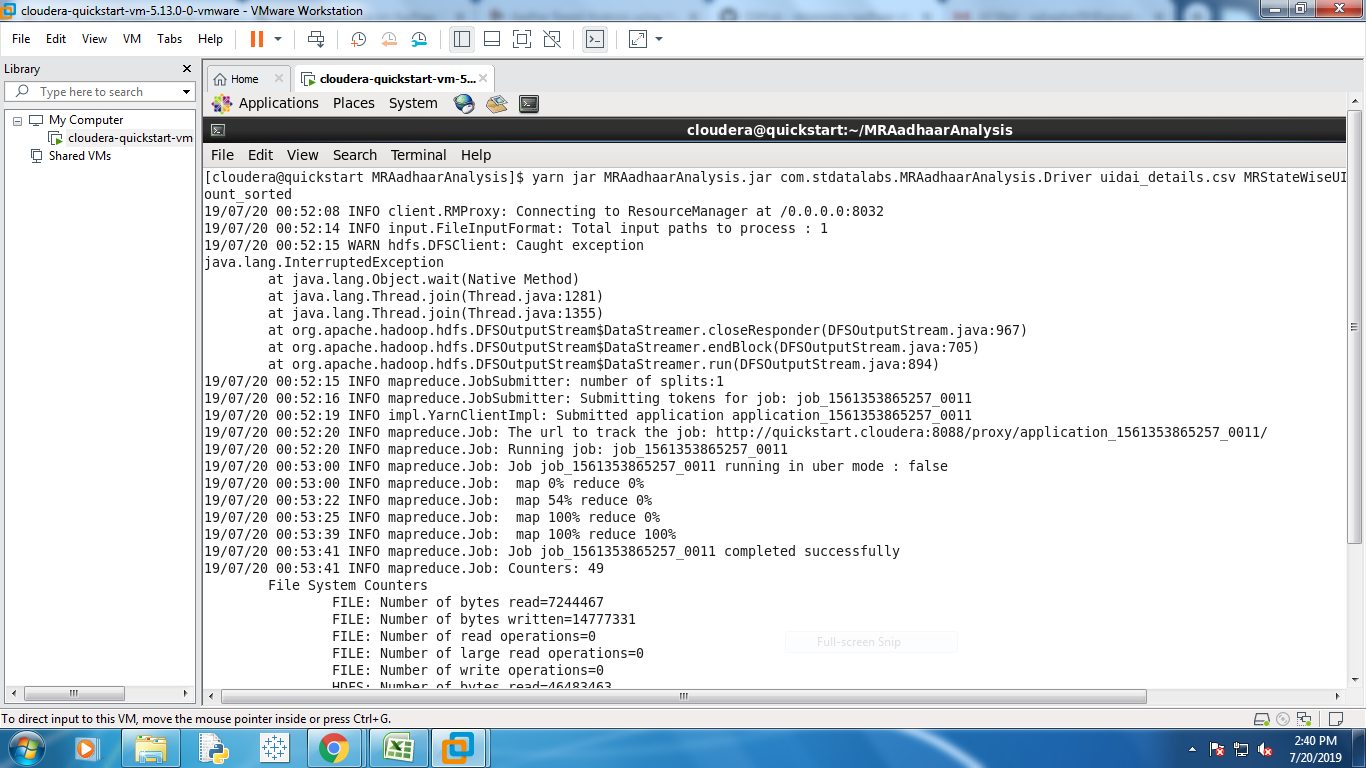 cloudera-quickstart-vm-5.13.0-0-vmware - VMware Workstation
File Edit View VM Tabs Help
Library
Type here to search
My Computer
cloudera-quickstart-vm
Shared VMs
Home
cloudera-quickstart-vm-5...
Applications Places System
cloudera@quickstart:~/MRAadhaarAnalysis
File Edit View Search Terminal Help
[cloudera@quickstart MRAadhaarAnalysis]$ yarn jar MRAadhaarAnalysis.jar com.stdatalabs.MRAadhaarAnalysis.Driver uidai_details.csv MRStateWiseUI
ount_sorted
19/07/20 00:52:08 INFO client.RMProxy: Connecting to ResourceManager at /0.0.0.0:8032
19/07/20 00:52:14 INFO input.FileInputFormat: Total input paths to process : 1
19/07/20 00:52:15 WARN hdfs.DFSClient: Caught exception
java.lang.InterruptedException
at java.lang.Object.wait(Native Method)
at java.lang.Thread.join(Thread.java:1281)
at java.lang.Thread.join(Thread.java:1355)
at org.apache.hadoop.hdfs.DFSOutputStream$DataStreamer.closeResponder(DFSOutputStream.java:967)
at org.apache.hadoop.hdfs.DFSOutputStream$DataStreamer.endBlock(DFSOutputStream.java:705)
at org.apache.hadoop.hdfs.DFSOutputStream$DataStreamer.run(DFSOutputStream.java:894)
19/07/20 00:52:15 INFO mapreduce.JobSubmitter: number of splits:1
19/07/20 00:52:16 INFO mapreduce.JobSubmitter: Submitting tokens for job: job_1561353865257_0011
19/07/20 00:52:19 INFO impl.YarnClientImpl: Submitted application application_1561353865257_0011
19/07/20 00:52:20 INFO mapreduce.Job: The url to track the job: http://quickstart.cloudera:8088/proxy/application_1561353865257_0011/
19/07/20 00:52:20 INFO mapreduce.Job: Running job: job_1561353865257_0011
19/07/20 00:53:00 INFO mapreduce.Job: Job job_1561353865257_0011 running in uber mode : false
19/07/20 00:53:00 INFO mapreduce.Job:  map 0% reduce 0%
19/07/20 00:53:22 INFO mapreduce.Job:  map 54% reduce 0%
19/07/20 00:53:25 INFO mapreduce.Job:  map 100% reduce 0%
19/07/20 00:53:39 INFO mapreduce.Job:  map 100% reduce 100%
19/07/20 00:53:41 INFO mapreduce.Job: Job job_1561353865257_0011 completed successfully
19/07/20 00:53:41 INFO mapreduce.Job: Counters: 49
File System Counters
FILE: Number of bytes read=7244467
FILE: Number of bytes written=14777331
FILE: Number of read operations=0
FILE: Number of large read operations=0
FILE: Number of write operations=0
HDFS: Number of bytes read=46483463
Full-screen Snip
To direct input to this VM, move the mouse pointer inside or press Ctrl+G.
2:40 PM
7/20/2019